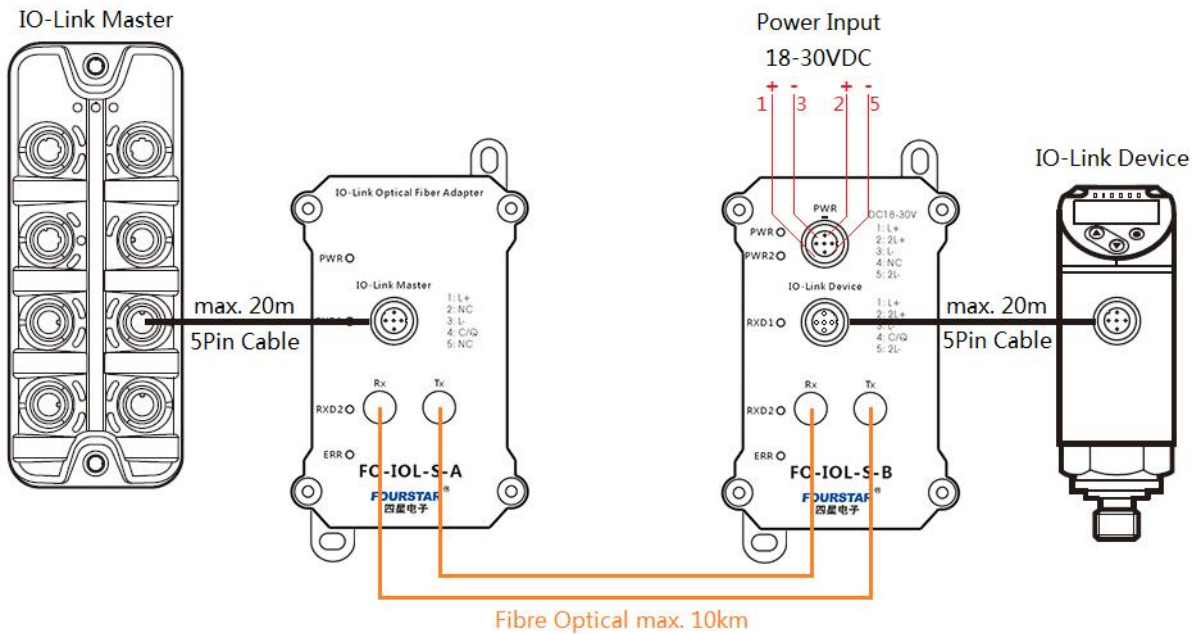 IO-Link Master
Power Input
18-30VDC
+ - + -
1 3 2 5
IO-Link Device
IO-Link Optical Fiber Adapter
PWR
IO-Link Master
1: L+
2: NC
3: L-
4: C/Q
5: NC
max. 20m
5Pin Cable
Rx Tx
RXD2
ERR
FO-IOL-S-A
FOURSTAR®
四星电子
PWR
DC18-30V
1: L+
2: 2L+
3: L-
4: NC
5: 2L-
PWR
PWR2
IO-Link Device
1: L+
2: 2L+
3: L-
4: C/Q
5: 2L-
RXD1
max. 20m
5Pin Cable
Rx Tx
RXD2
ERR
FO-IOL-S-B
FOURSTAR®
四星电子
Fibre Optical max. 10km